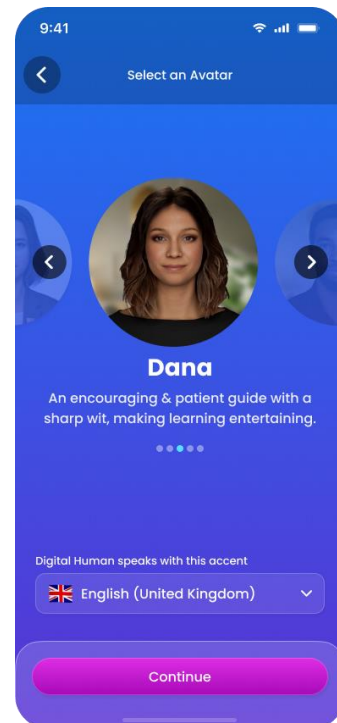 9:41
Select an Avatar
Dana
An encouraging & patient guide with a
sharp wit, making learning entertaining.
Digital Human speaks with this accent
English (United Kingdom)
Continue